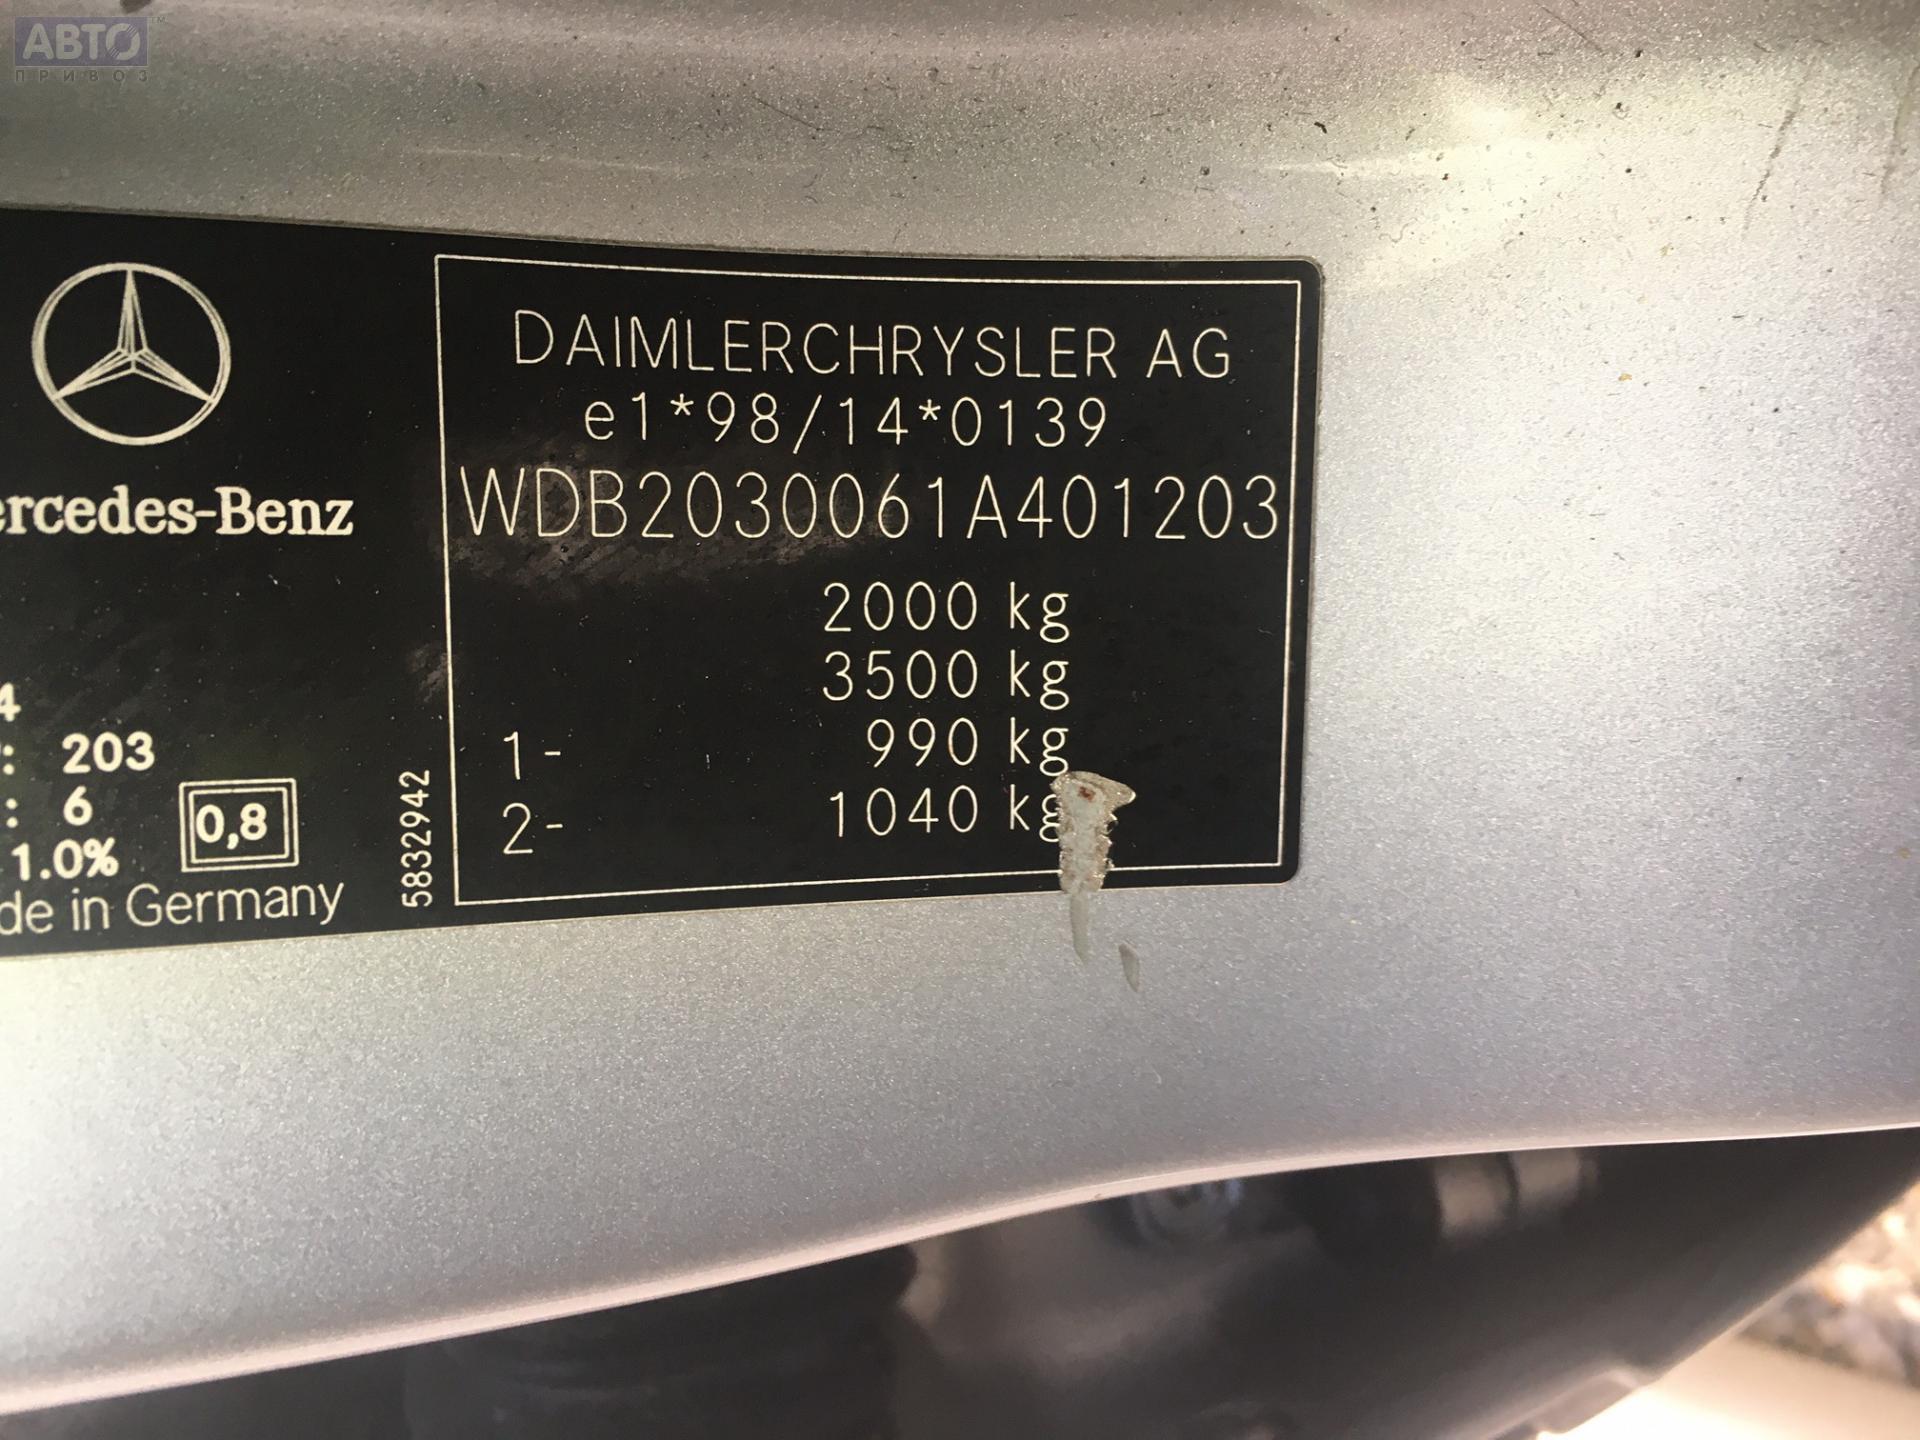 АВТО™
ПРИВОЗ
DAIMLERCHRYSLER AG
e1*98/14*0139
WDB2030061A401203
2000 kg
3500 kg
1- 990 kg
2- 1040 kg
ercedes-Benz
4
: 203
: 6
1.0%
0,8
de in Germany
5832942